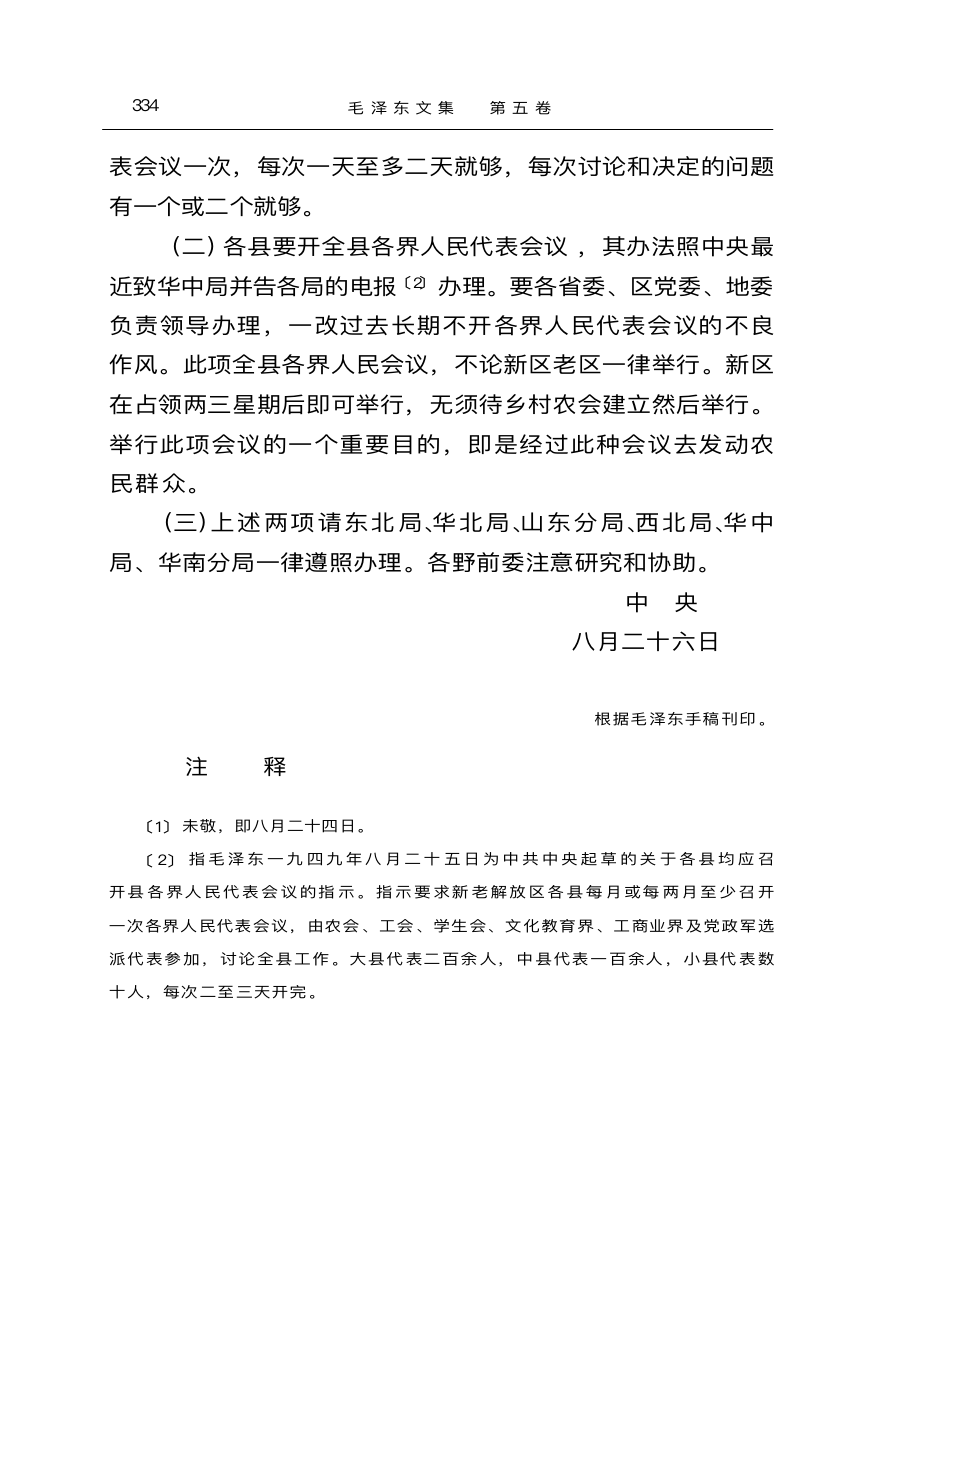 334
毛泽东文集 第五卷
表会议一次，每次一天至多二天就够，每次讨论和决定的问题
有一个或二个就够。
（二）各县要开全县各界人民代表会议，其办法照中央最
近致华中局并告各局的电报〔2〕办理。要各省委、区党委、地委
负责领导办理，一改过去长期不开各界人民代表会议的不良
作风。此项全县各界人民会议，不论新区老区一律举行。新区
在占领两三星期后即可举行，无须待乡村农会建立然后举行。
举行此项会议的一个重要目的，即是经过此种会议去发动农
民群众。
（三）上述两项请东北局、华北局、山东分局、西北局、华中
局、华南分局一律遵照办理。各野前委注意研究和协助。
中 央
八月二十六日
根据毛泽东手稿刊印。
注 释
〔1〕未敬，即八月二十四日。
〔2〕指毛泽东一九四九年八月二十五日为中共中央起草的关于各县均应召
开县各界人民代表会议的指示。指示要求新老解放区各县每月或每两月至少召开
一次各界人民代表会议，由农会、工会、学生会、文化教育界、工商业界及党政军选
派代表参加，讨论全县工作。大县代表二百余人，中县代表一百余人，小县代表数
十人，每次二至三天开完。